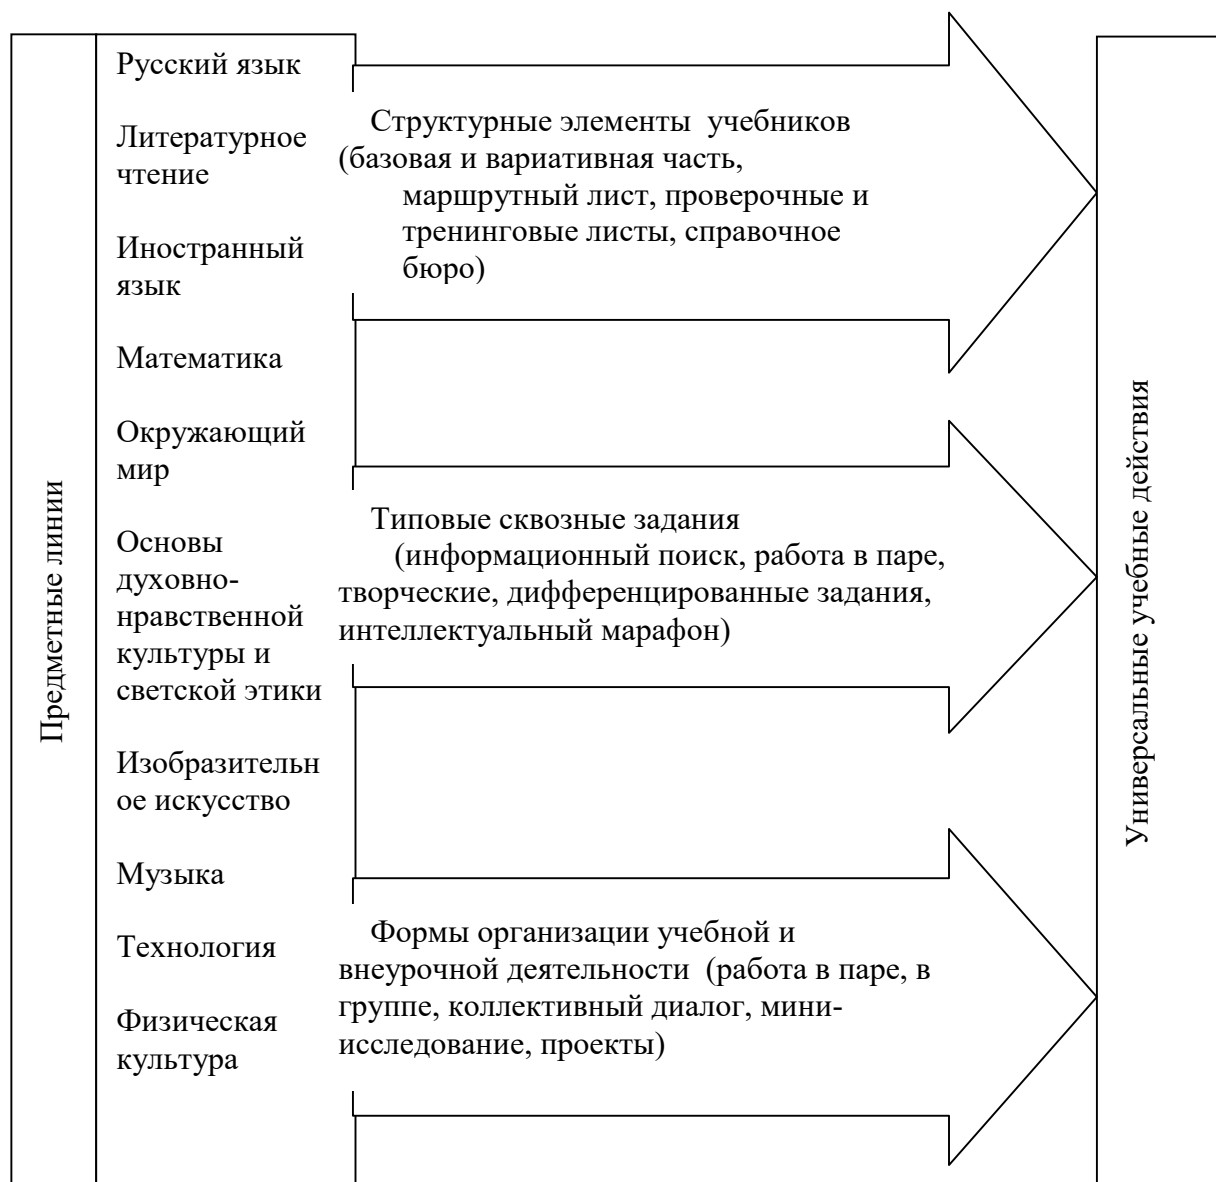 Предметные линии
Русский язык
Литературное
чтение
Иностранный
язык
Математика
Окружающий
мир
Основы
духовно-
нравственной
культуры и
светской этики
Изобразительн
ое искусство
Музыка
Технология
Физическая
культура
Структурные элементы учебников
(базовая и вариативная часть,
маршрутный лист, проверочные и
тренинговые листы, справочное
бюро)
Типовые сквозные задания
(информационный поиск, работа в паре,
творческие, дифференцированные задания,
интеллектуальный марафон)
Формы организации учебной и
внеурочной деятельности (работа в паре, в
группе, коллективный диалог, мини-
исследование, проекты)
Универсальные учебные действия